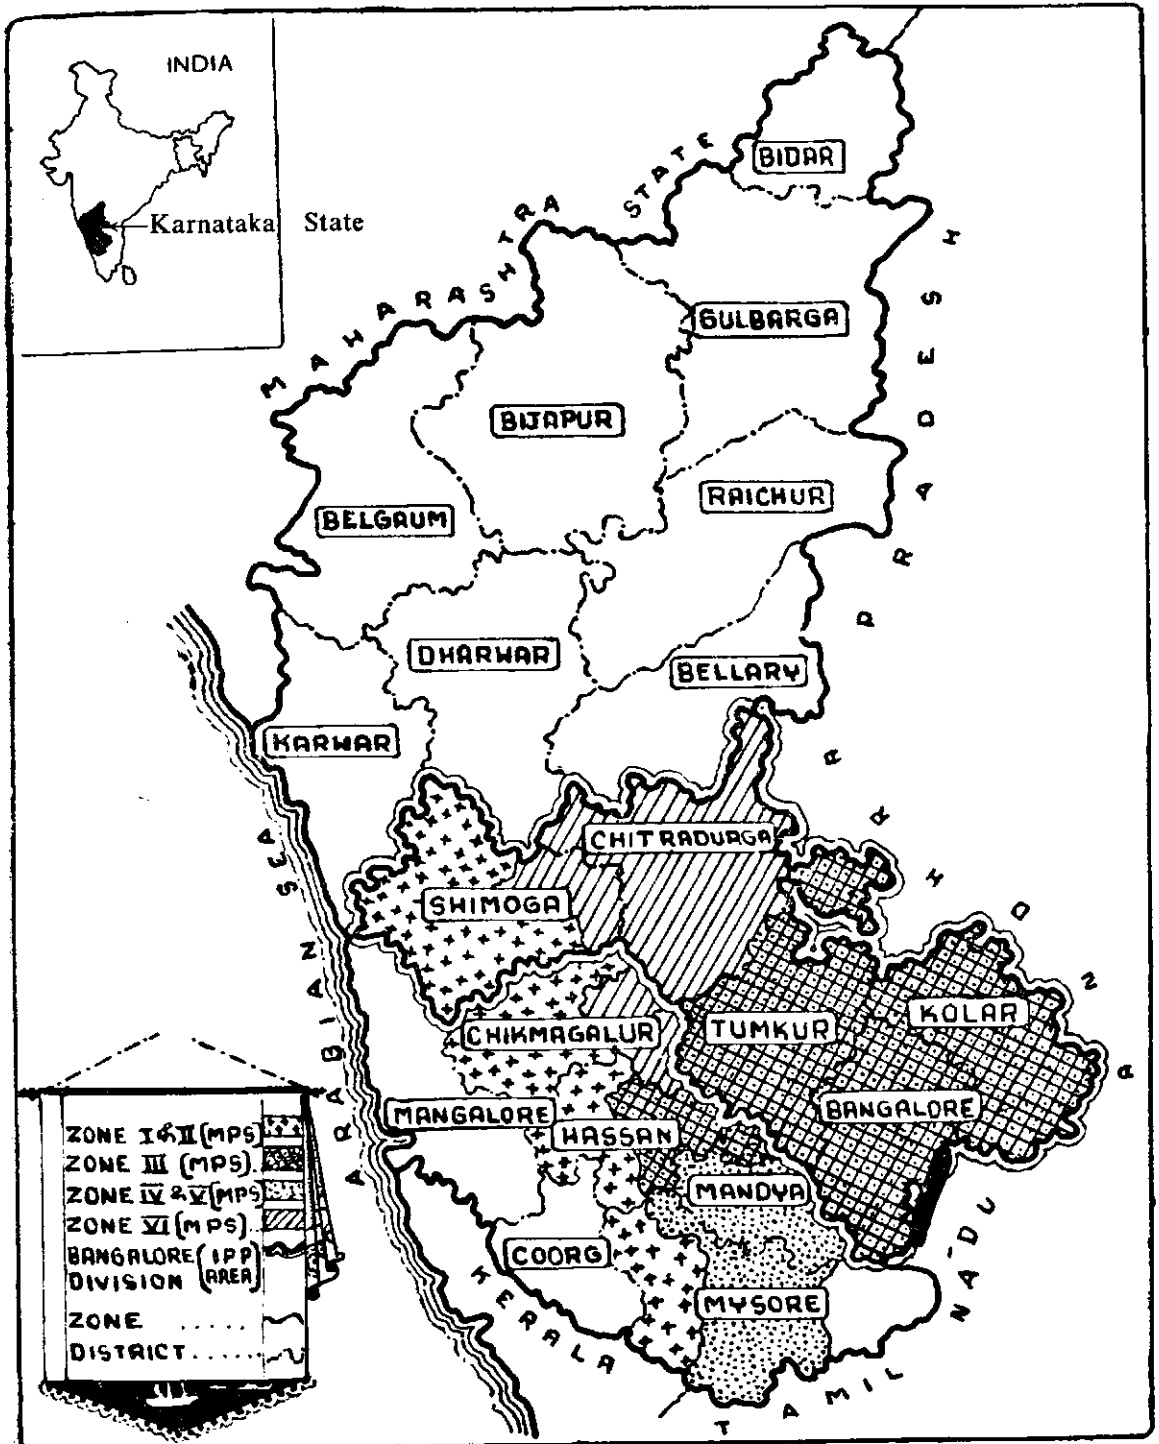 INDIA
Karnataka State
MAHARASHTRA STATE
BIDAR
GULBARGA
BIJAPUR
RAICHUR
BELGAUM
DHARWAR
BELLARY
KARWAR
ANDHRA PRADESH
CHITRADURGA
SHIMOGA
ARABIAN SEA
CHIKMAGALUR
TUMKUR
KOLAR
BANGALORE
MANGALORE
HASSAN
MANDYA
COORG
MYSORE
KERALA
TAMIL NADU
ZONE I & II (MPS)
ZONE III (MPS).
ZONE IV & V (MPS)
ZONE VI (MPS)..
BANGALORE (IPP
DIVISION AREA)
ZONE .....
DISTRICT......